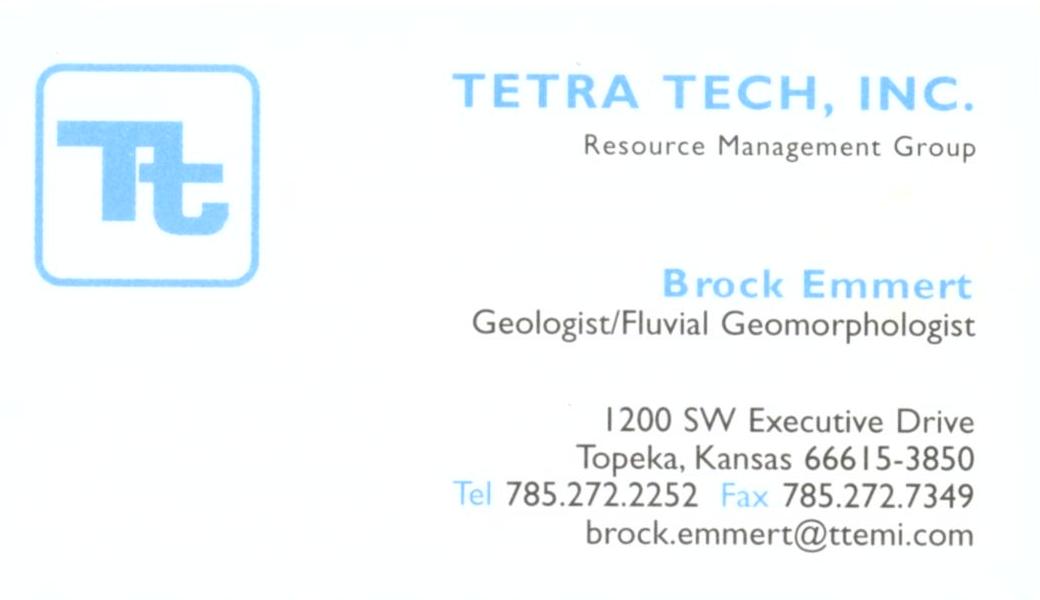 Tt
TETRA TECH, INC.
Resource Management Group
Brock Emmert
Geologist/Fluvial Geomorphologist
1200 SW Executive Drive
Topeka, Kansas 66615-3850
Tel 785.272.2252 Fax 785.272.7349
brock.emmert@ttemi.com